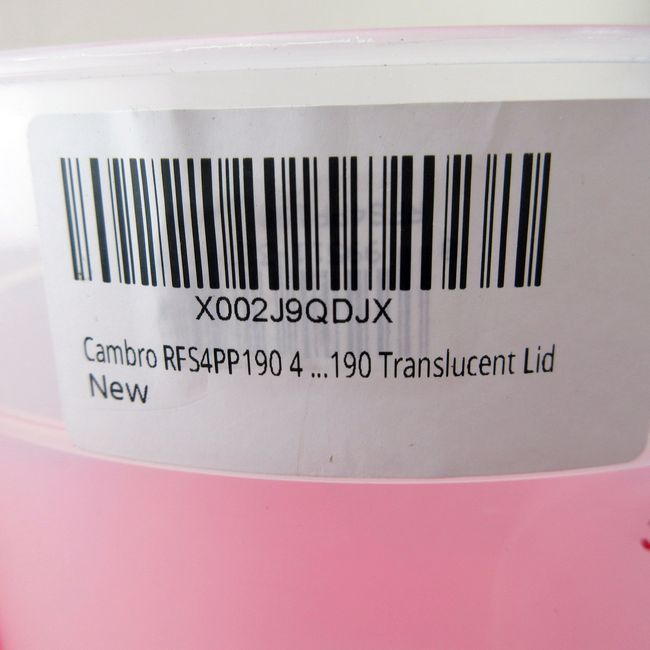 X002J9QDJX
Cambro RFS4PP190 4 ...190 Translucent Lid
New